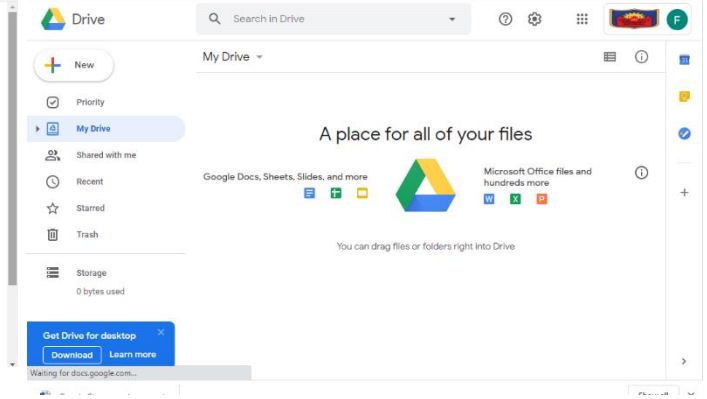 Drive
Search in Drive
F
New
My Drive
Priority
My Drive
Shared with me
Recent
Starred
Trash
Storage
0 bytes used
A place for all of your files
Google Docs, Sheets, Slides, and more
Microsoft Office files and
hundreds more
W X P
You can drag files or folders right into Drive
31
Get Drive for desktop
Download Learn more
Waiting for docs.google.com...
Show all